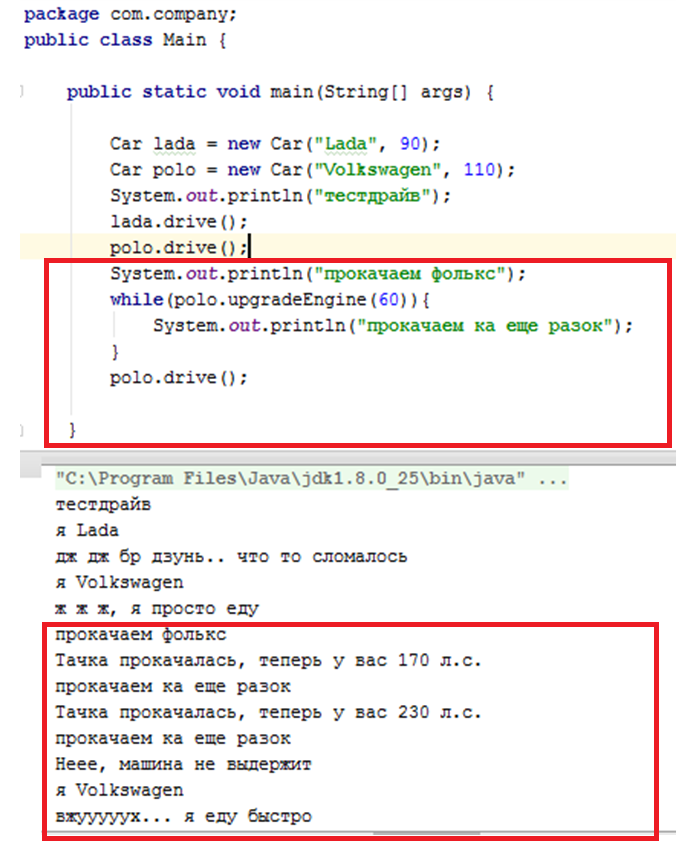 package com.company;
public class Main {
public static void main(String[] args) {
Car lada = new Car("Lada", 90);
Car polo = new Car("Volkswagen", 110);
System.out.println("тестдрайв");
lada.drive();
polo.drive();
System.out.println("прокачаем фолькс");
while(polo.upgradeEngine(60)){
System.out.println("прокачаем ка еще разок");
}
polo.drive();
}
"C:\Program Files\Java\jdk1.8.0_25\bin\java" ...
тестдрайв
я Lada
дж дж бр дзунь.. что то сломалось
я Volkswagen
ж ж ж, я просто еду
прокачаем фолькс
Тачка прокачалась, теперь у вас 170 л.с.
прокачаем ка еще разок
Тачка прокачалась, теперь у вас 230 л.с.
прокачаем ка еще разок
Неее, машина не выдержит
я Volkswagen
вжууууух... я еду быстро